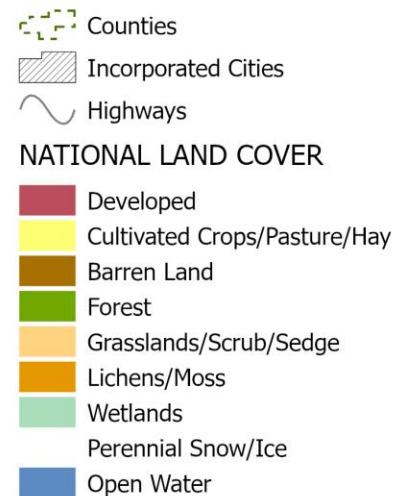 Counties
Incorporated Cities
Highways
NATIONAL LAND COVER
Developed
Cultivated Crops/Pasture/Hay
Barren Land
Forest
Grasslands/Scrub/Sedge
Lichens/Moss
Wetlands
Perennial Snow/Ice
Open Water